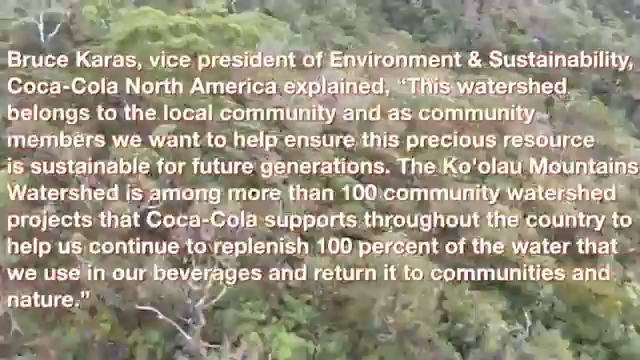 Bruce Karas, vice president of Environment & Sustainability,
Coca-Cola North America explained, “This watershed
belongs to the local community and as community
members we want to help ensure this precious resource
is sustainable for future generations. The Ko'olau Mountains
Watershed is among more than 100 community watershed
projects that Coca-Cola supports throughout the country to
help us continue to replenish 100 percent of the water that
we use in our beverages and return it to communities and
nature.”